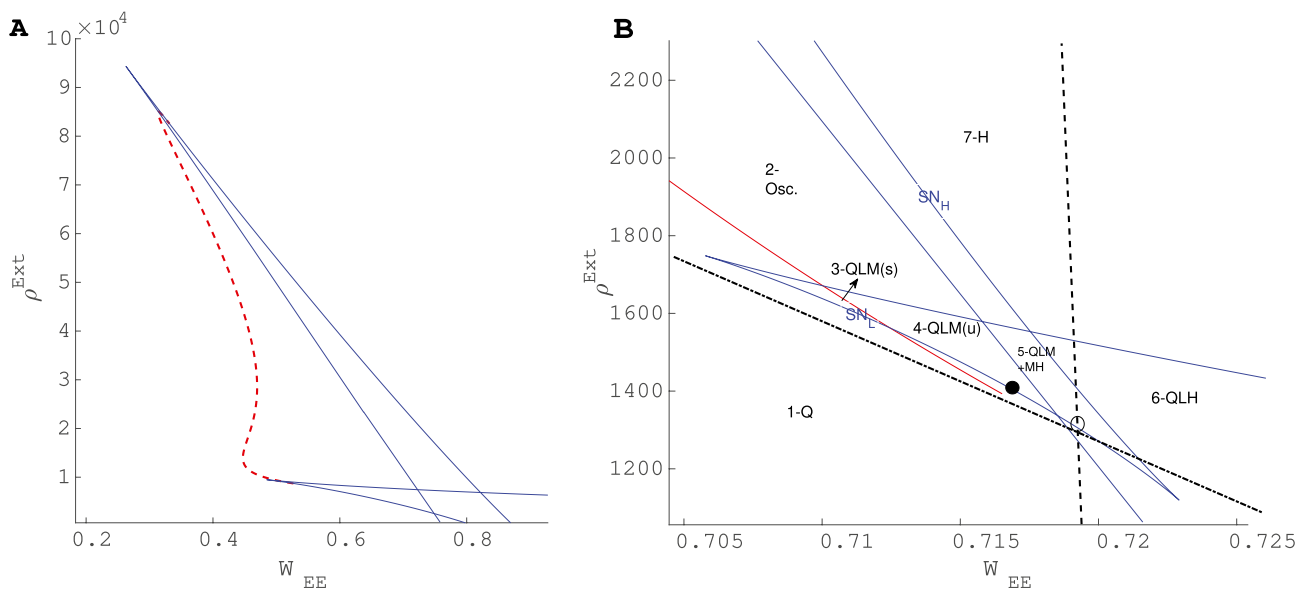 A
10 ×10⁴
9
8
7
6
5
4
3
2
1
ρ^Ext
0.2 0.4 0.6 0.8
W_EE
B
2200
2000
1800
1600
1400
1200
ρ^Ext
7-H
2-
Osc.
SN_H
3-QLM(s)
SN_L
4-QLM(u)
5-QLM
+MH
6-QLH
1-Q
0.705 0.71 0.715 0.72 0.725
W_EE